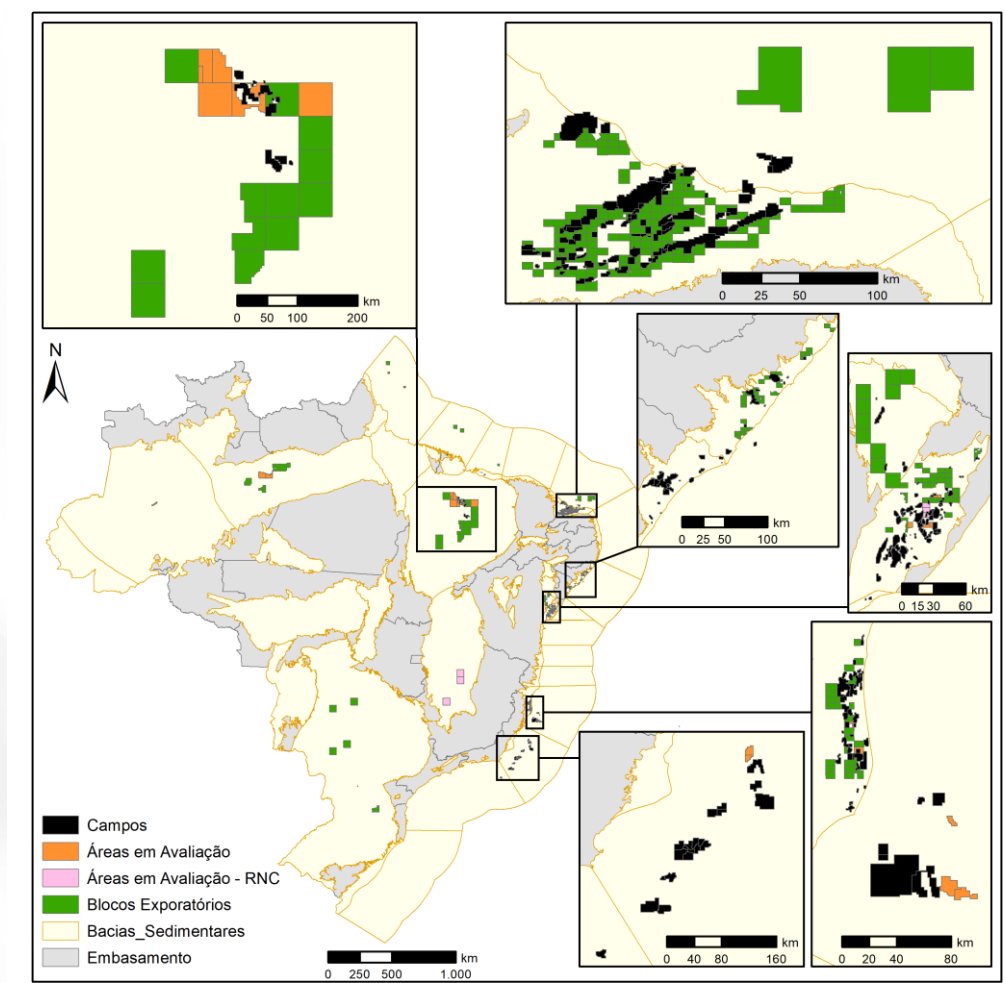 km
0 50 100 200
km
0 25 50 100
N
km
0 25 50 100
km
0 15 30 60
Campos
Áreas em Avaliação
Áreas em Avaliação - RNC
Blocos Exporatórios
Bacias_Sedimentares
Embasamento
km
0 250 500 1.000
km
0 40 80 160
km
0 20 40 80